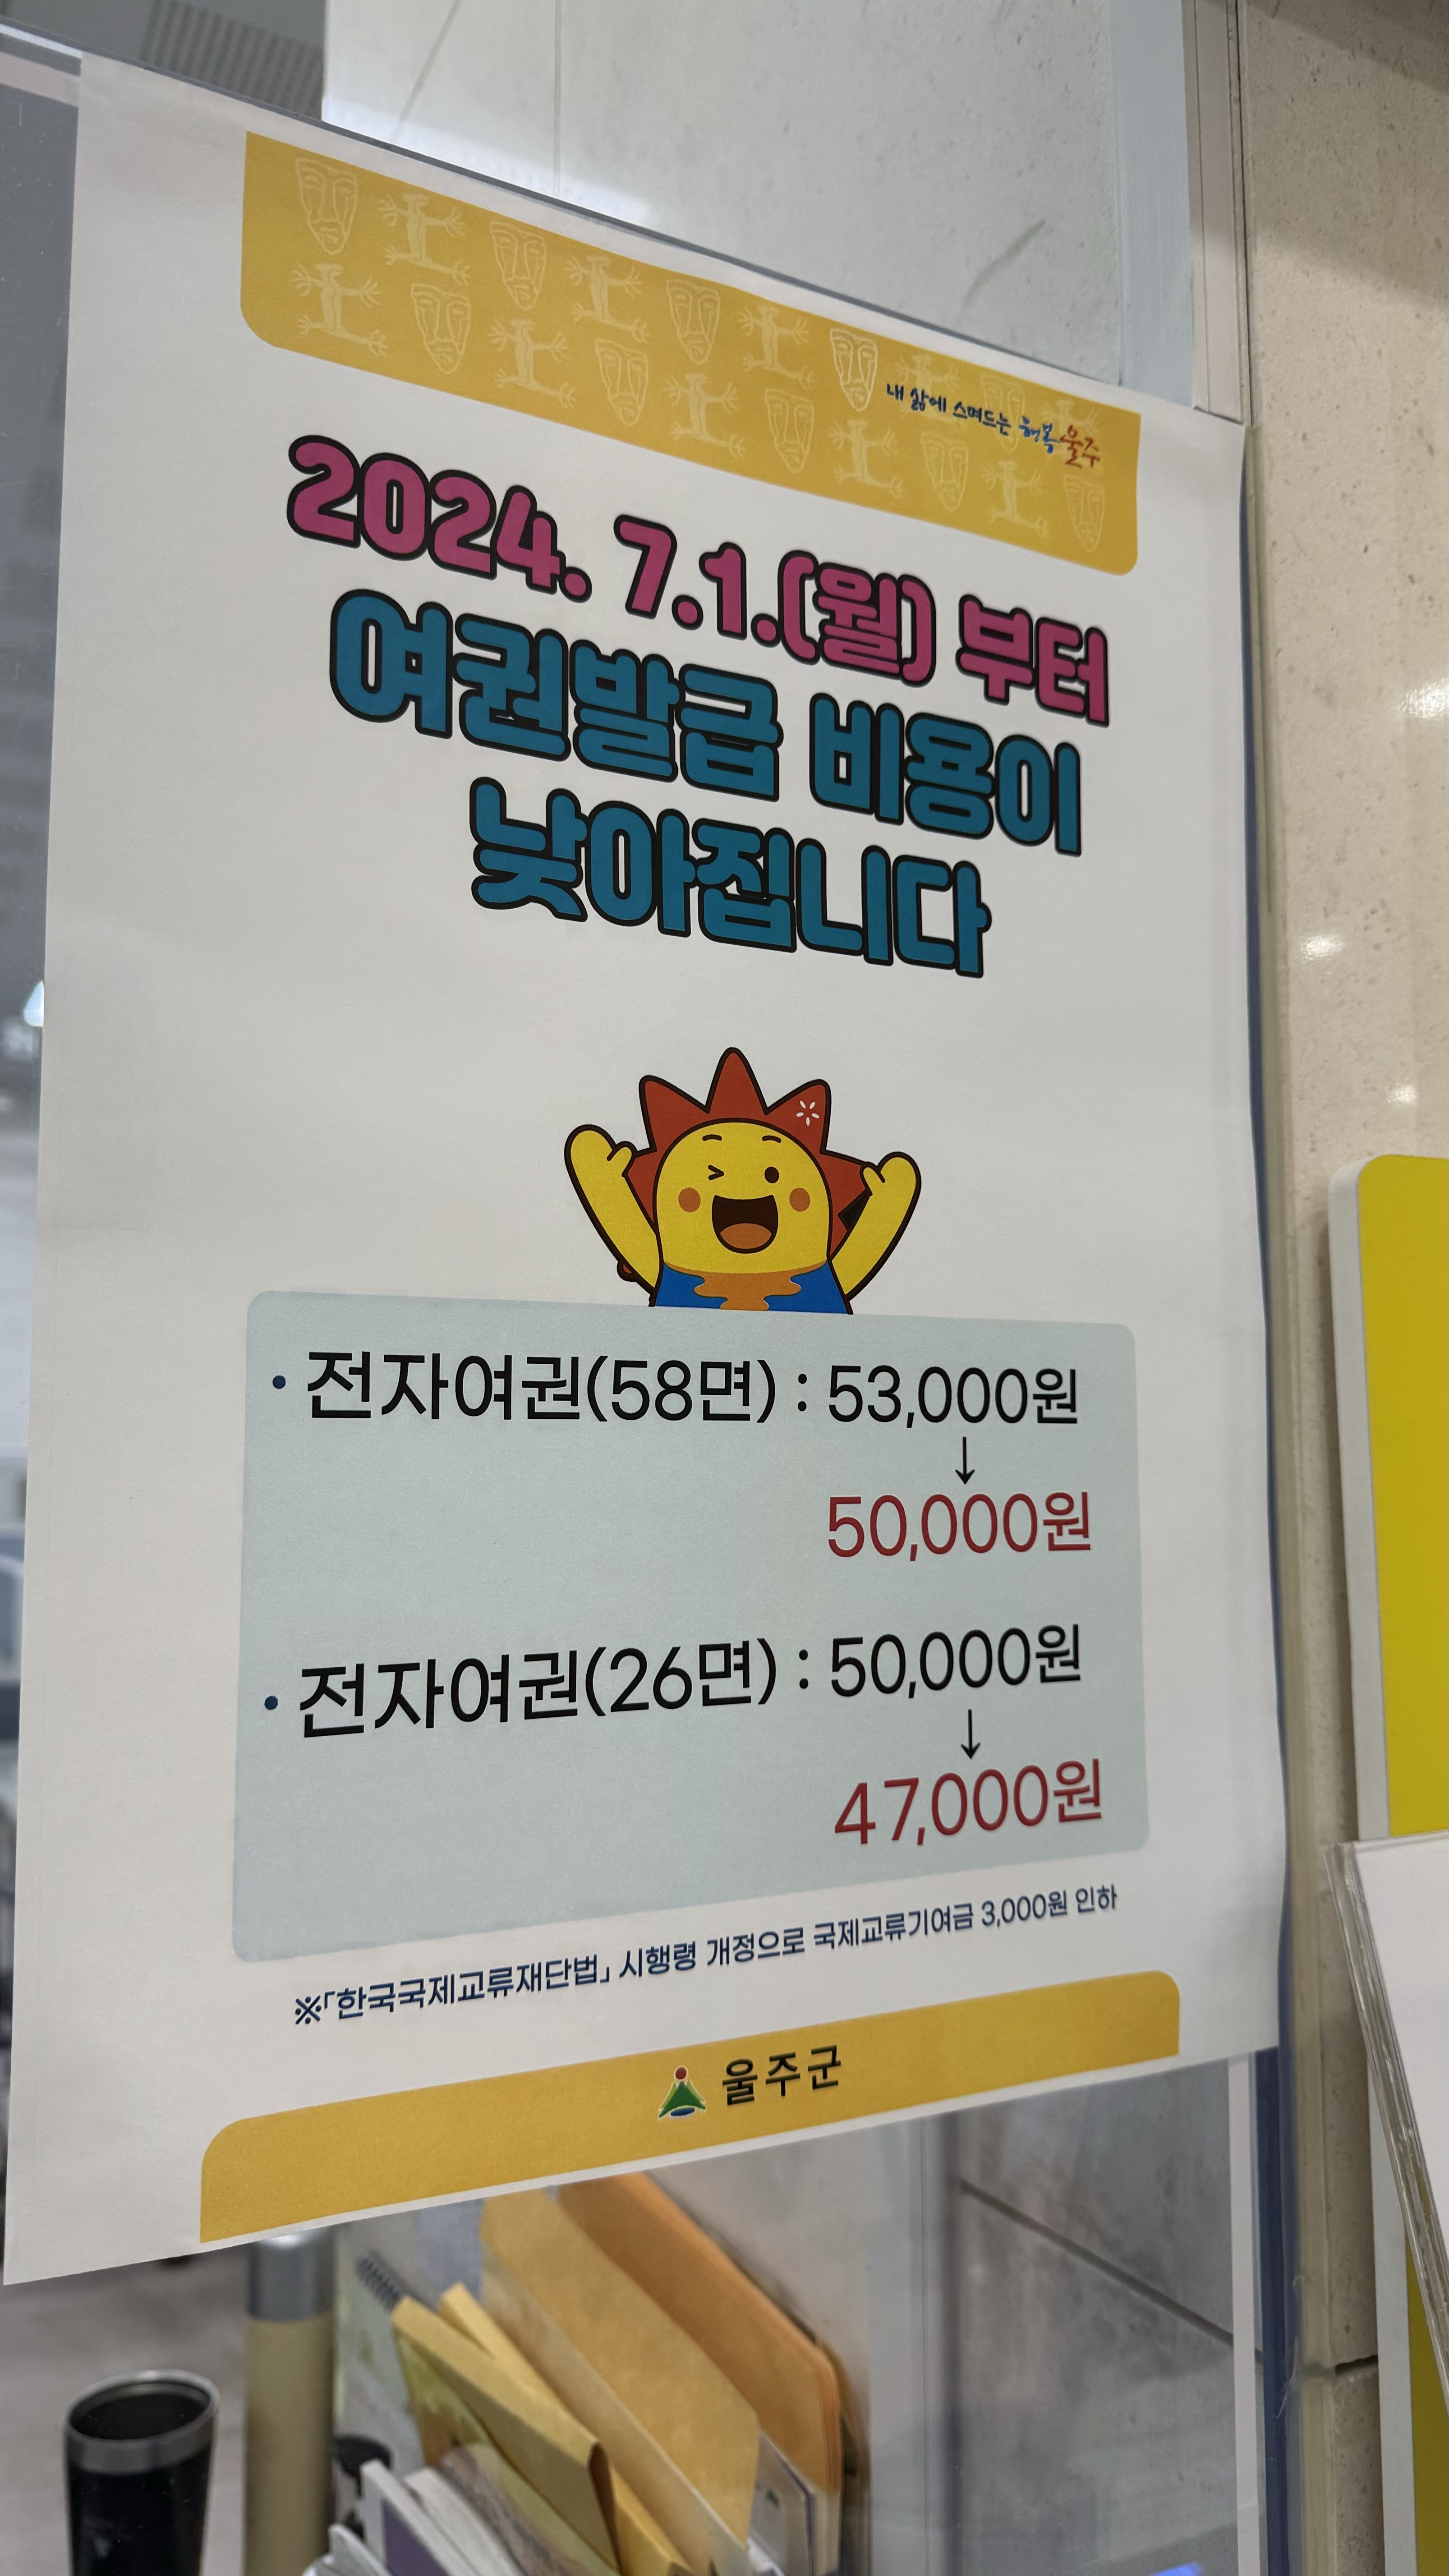 내 삶에 스며드는 행복 울주
2024. 7.1.(월) 부터
여권발급 비용이
낮아집니다
• 전자여권(58면) : 53,000원
↓
50,000원
• 전자여권(26면) : 50,000원
↓
47,000원
※「한국국제교류재단법」 시행령 개정으로 국제교류기여금 3,000원 인하
울주군